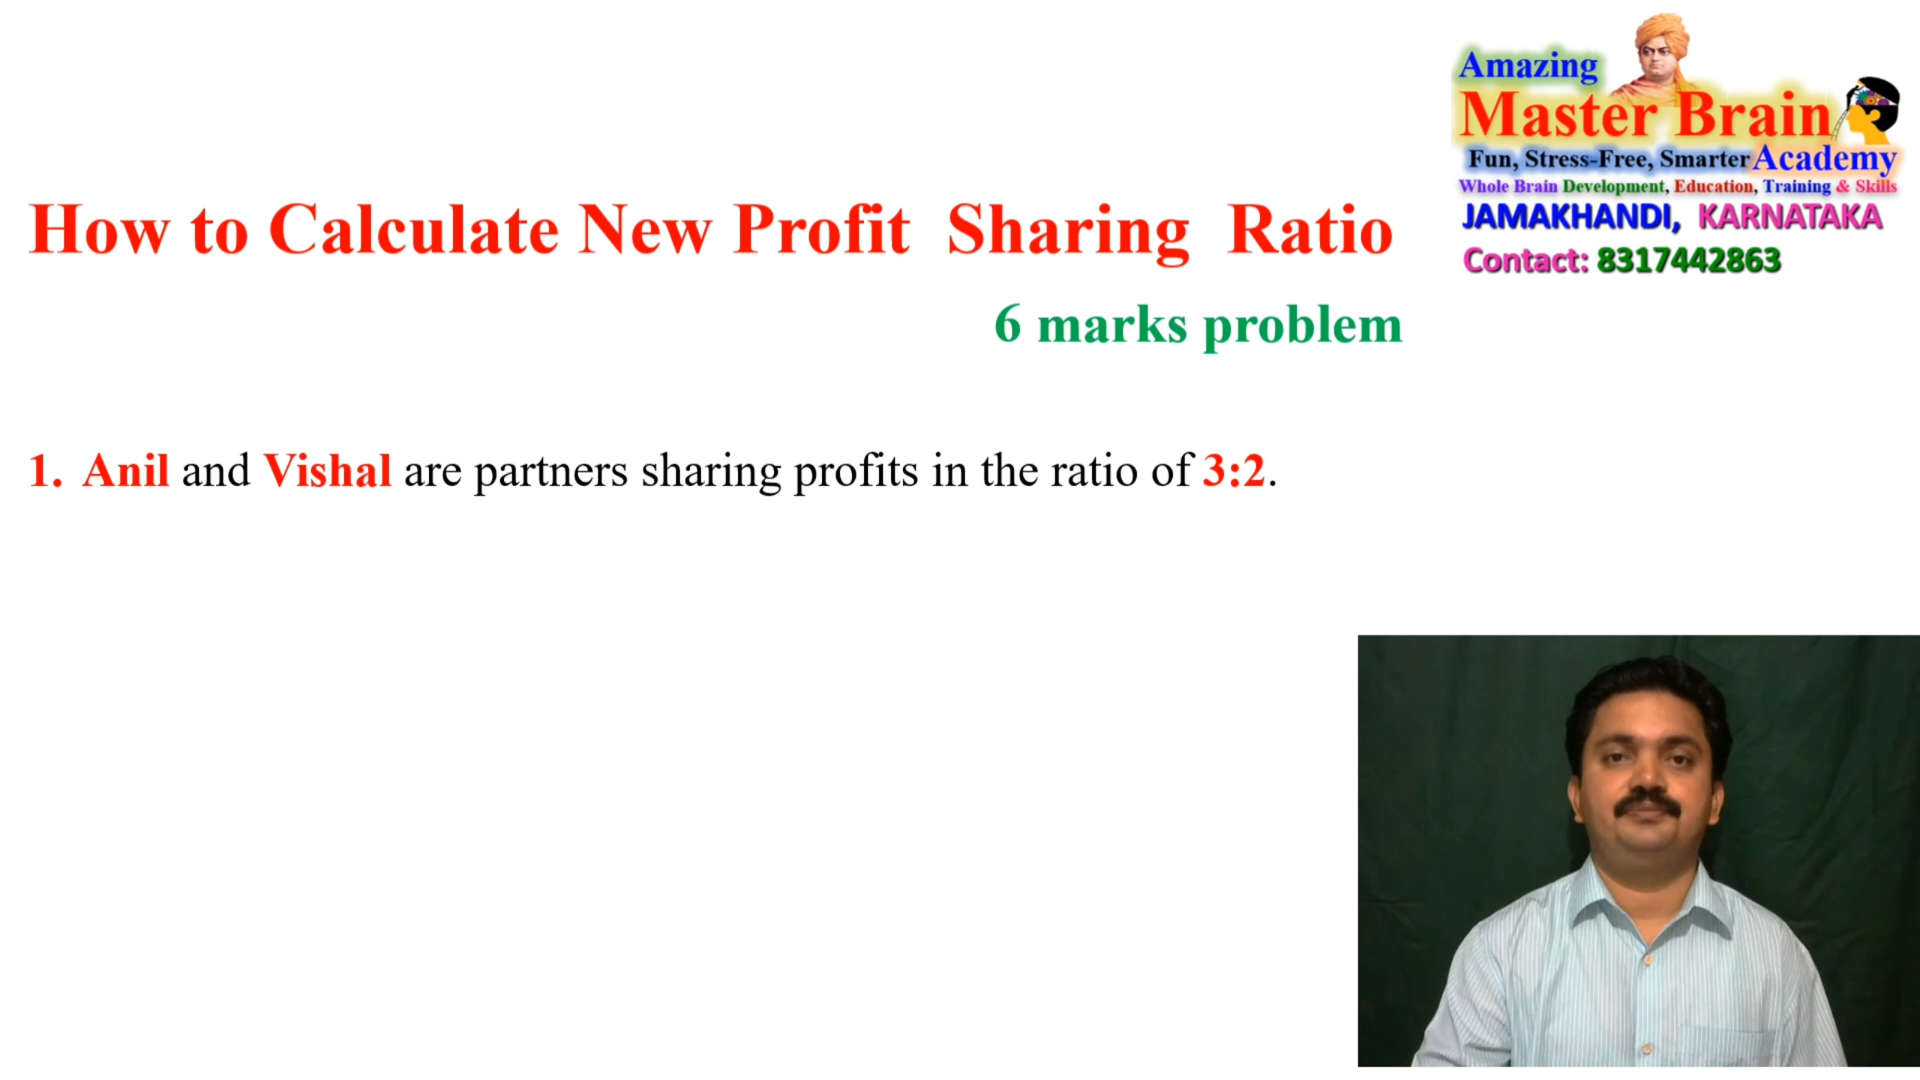 Amazing
Master Brain
Fun, Stress-Free, Smarter Academy
Whole Brain Development, Education, Training & Skills
JAMAKHANDI, KARNATAKA
Contact: 8317442863
How to Calculate New Profit Sharing Ratio
6 marks problem
1. Anil and Vishal are partners sharing profits in the ratio of 3:2.